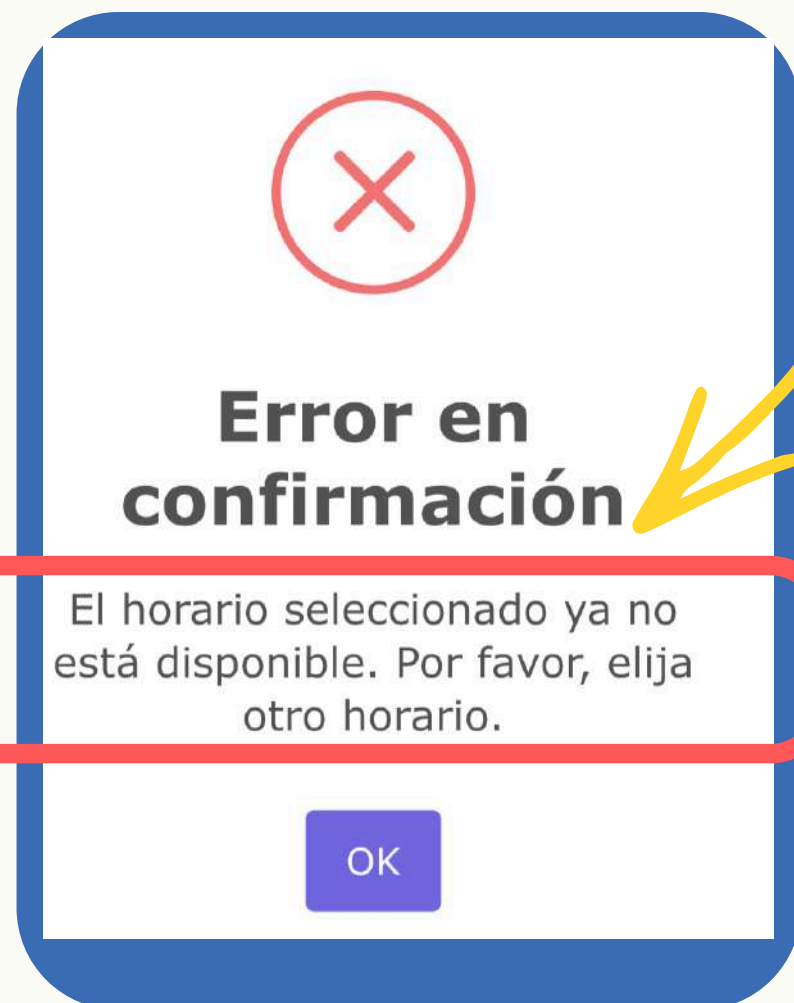 Error en
confirmación
El horario seleccionado ya no
está disponible. Por favor, elija
otro horario.
OK